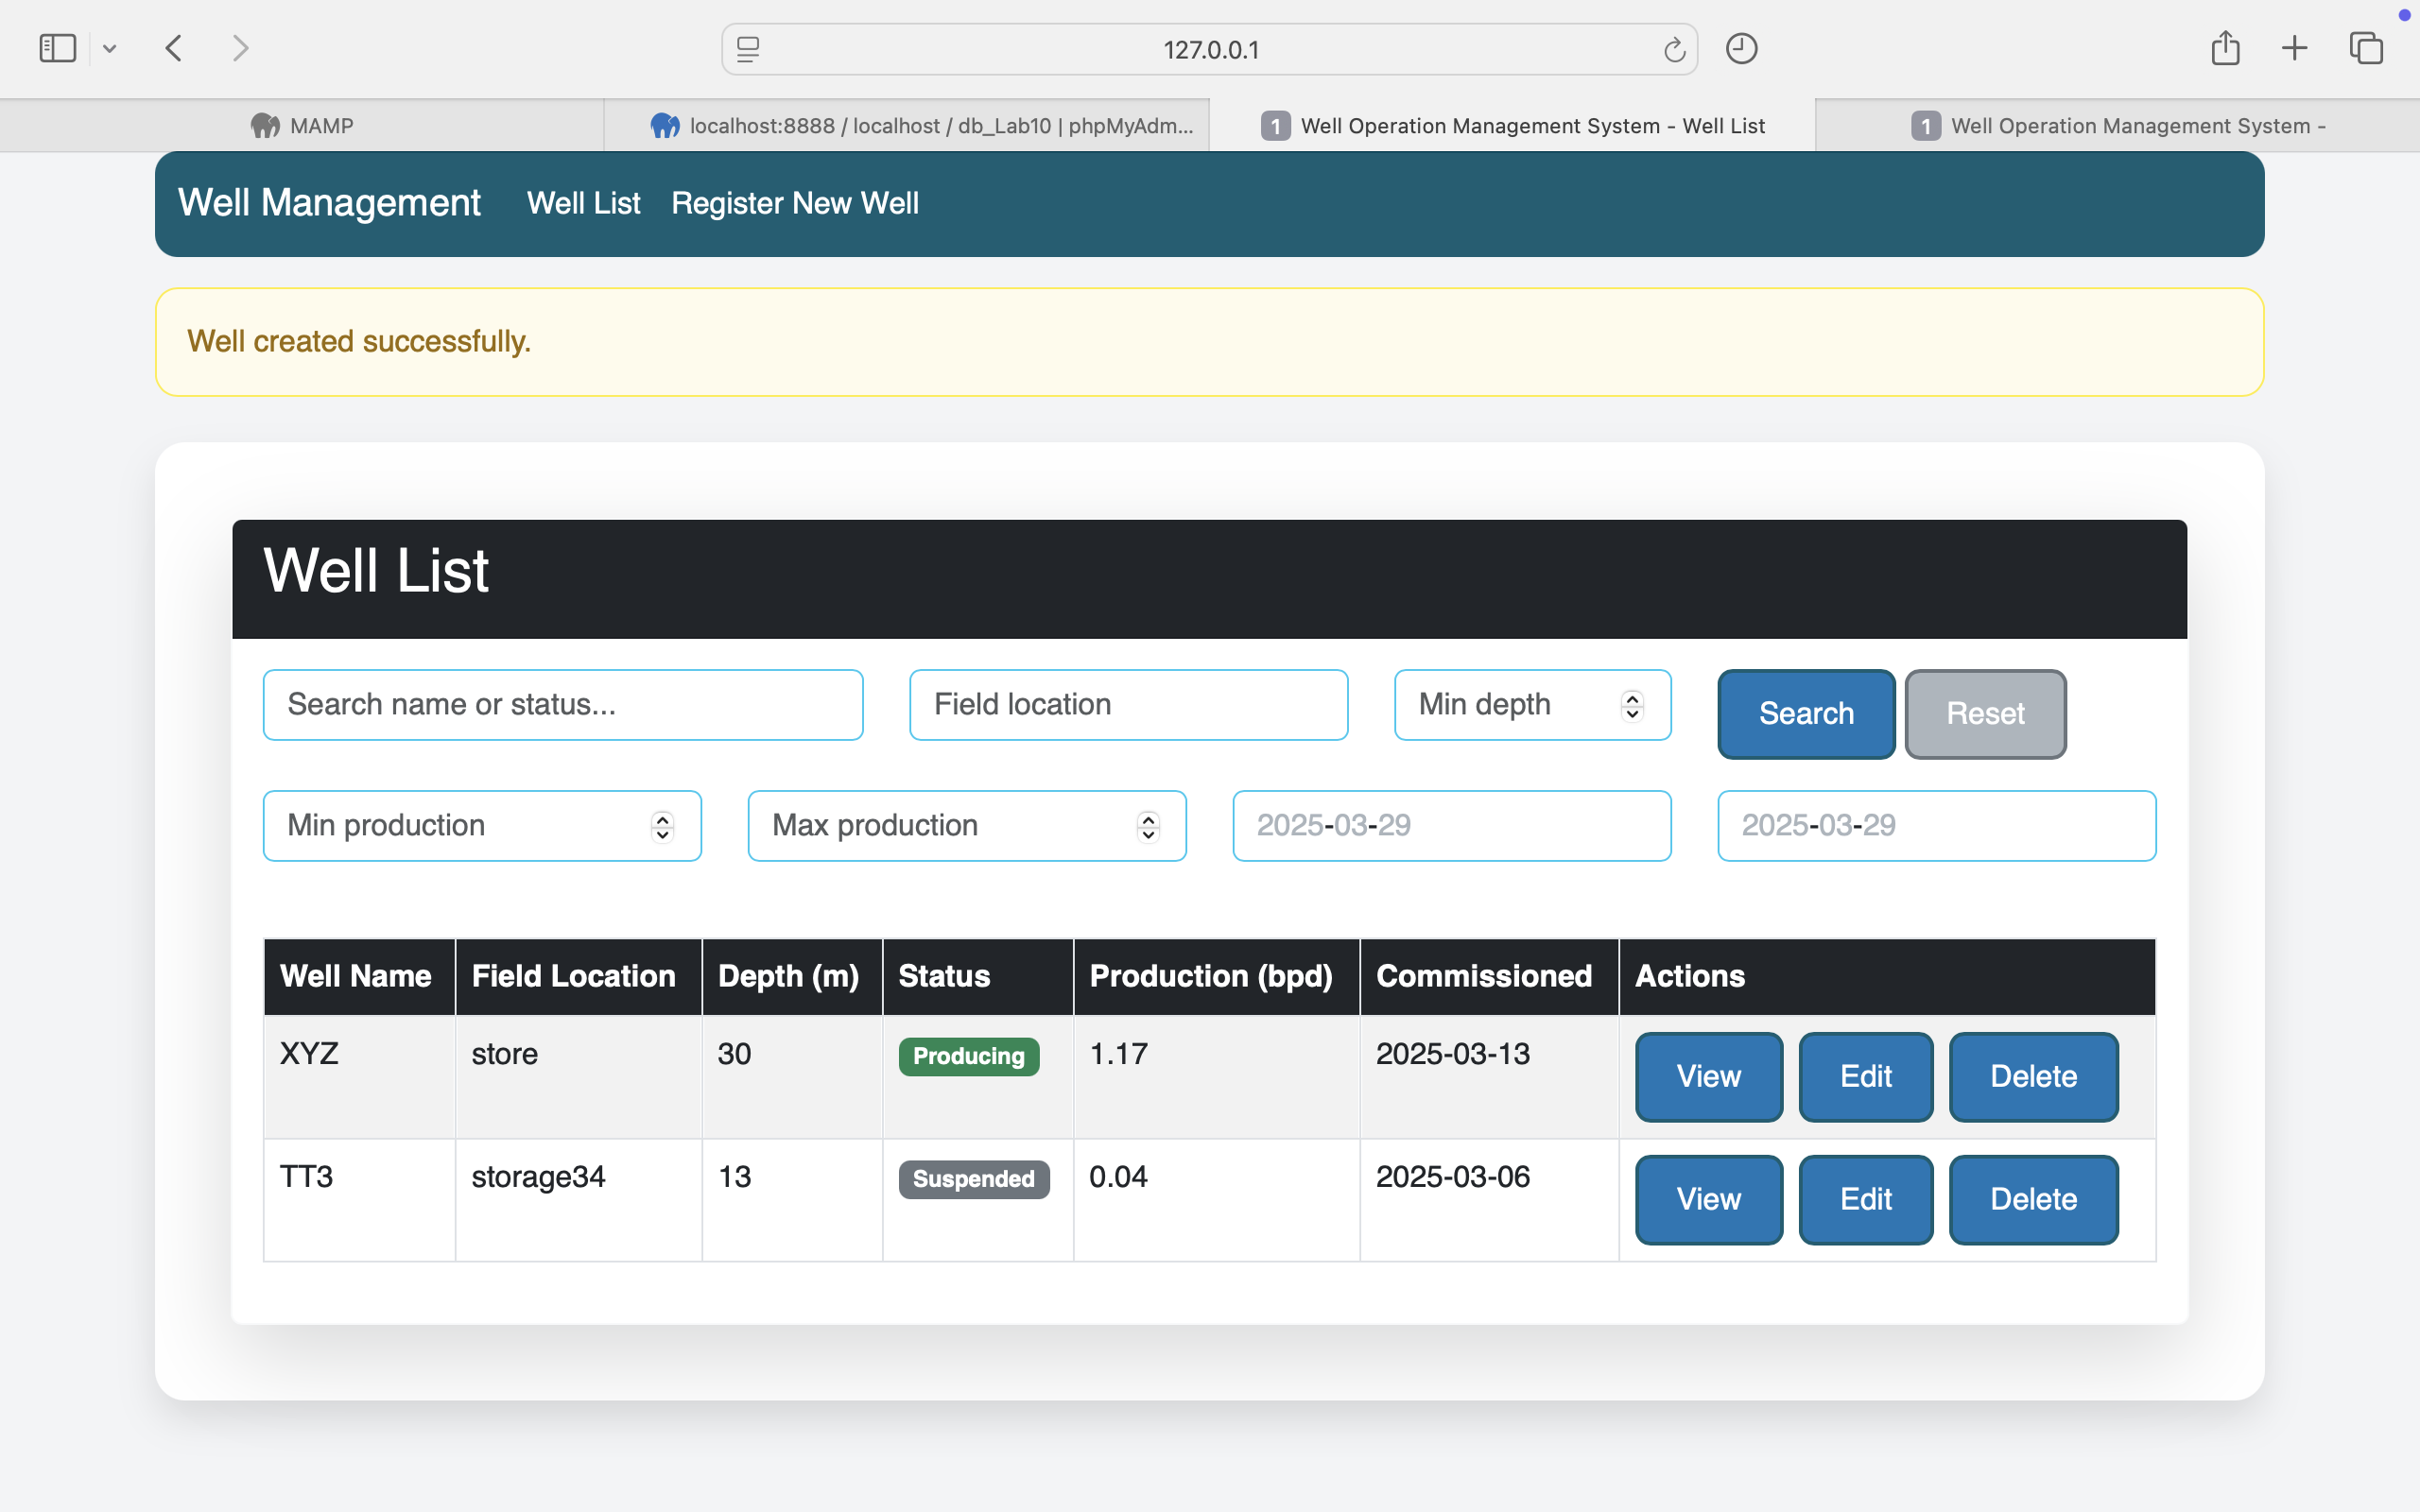 127.0.0.1
MAMP
localhost:8888 / localhost / db_Lab10 | phpMyAdm...
1 Well Operation Management System - Well List
1 Well Operation Management System -
Well Management Well List Register New Well
Well created successfully.
Well List
Search name or status... Field location Min depth Search Reset
Min production Max production 2025-03-29 2025-03-29
Well Name Field Location Depth (m) Status Production (bpd) Commissioned Actions
XYZ store 30 Producing 1.17 2025-03-13 View Edit Delete
TT3 storage34 13 Suspended 0.04 2025-03-06 View Edit Delete